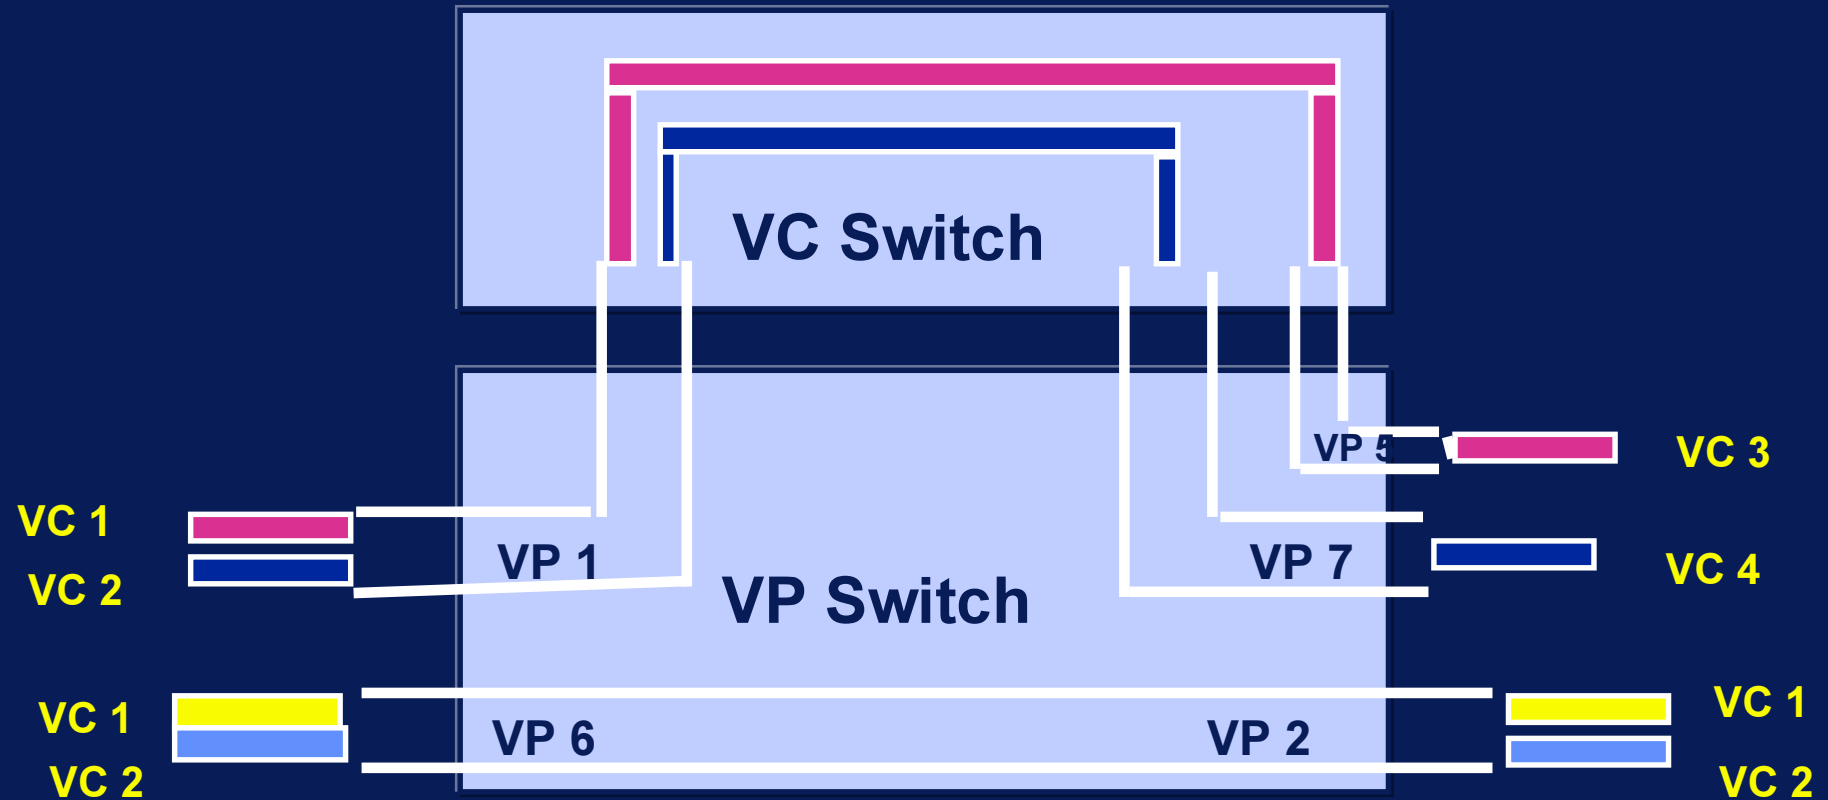 VC Switch
VP 5
VC 3
VC 1
VP 1
VP 7
VC 4
VC 2
VP Switch
VC 1
VC 1
VP 6
VP 2
VC 2
VC 2